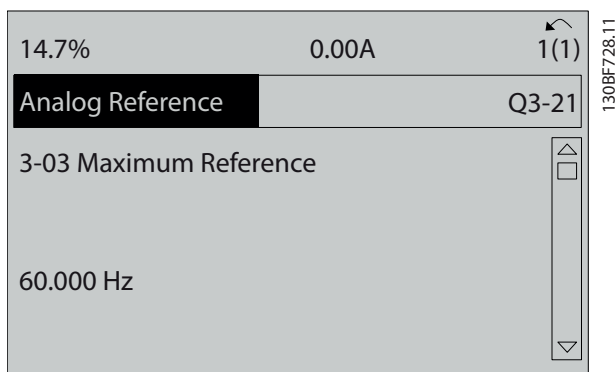 14.7% 0.00A 1(1)
Analog Reference Q3-21
3-03 Maximum Reference
60.000 Hz
130BF728.11